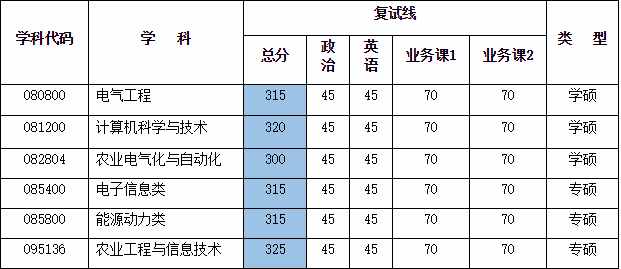 学科代码 学 科 复试线 类 型
总分 政治 英语 业务课1 业务课2
080800 电气工程 315 45 45 70 70 学硕
081200 计算机科学与技术 320 45 45 70 70 学硕
082804 农业电气化与自动化 300 45 45 70 70 学硕
085400 电子信息类 315 45 45 70 70 专硕
085800 能源动力类 315 45 45 70 70 专硕
095136 农业工程与信息技术 325 45 45 70 70 专硕